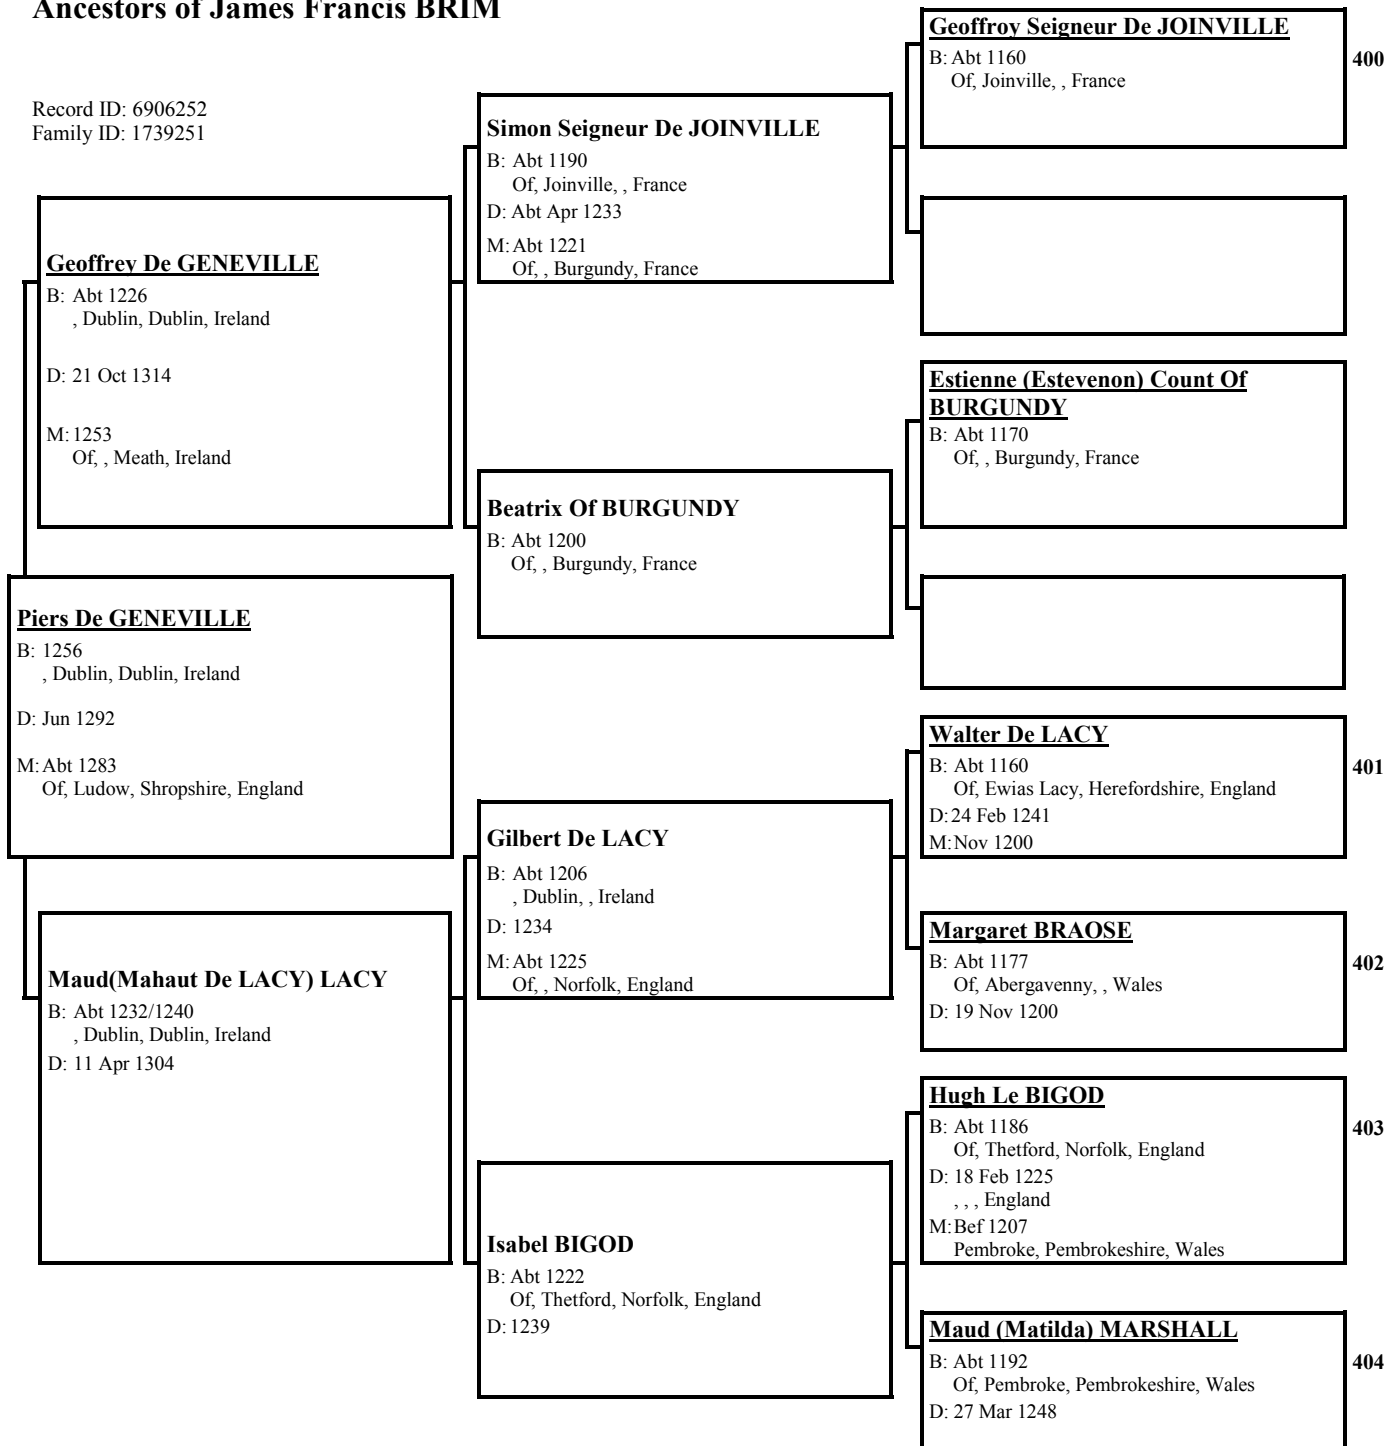 Ancestors of James Francis BRIM
Record ID: 6906252
Family ID: 1739251
Piers De GENEVILLE
B: 1256
, Dublin, Dublin, Ireland
D: Jun 1292
M: Abt 1283
Of, Ludow, Shropshire, England
Geoffrey De GENEVILLE
B: Abt 1226
, Dublin, Dublin, Ireland
D: 21 Oct 1314
M: 1253
Of, , Meath, Ireland
Maud(Mahaut De LACY) LACY
B: Abt 1232/1240
, Dublin, Dublin, Ireland
D: 11 Apr 1304
Simon Seigneur De JOINVILLE
B: Abt 1190
Of, Joinville, , France
D: Abt Apr 1233
M: Abt 1221
Of, , Burgundy, France
Beatrix Of BURGUNDY
B: Abt 1200
Of, , Burgundy, France
Gilbert De LACY
B: Abt 1206
, Dublin, , Ireland
D: 1234
M: Abt 1225
Of, , Norfolk, England
Isabel BIGOD
B: Abt 1222
Of, Thetford, Norfolk, England
D: 1239
Geoffroy Seigneur De JOINVILLE
B: Abt 1160
Of, Joinville, , France
400
Estienne (Estevenon) Count Of
BURGUNDY
B: Abt 1170
Of, , Burgundy, France
Walter De LACY
B: Abt 1160
Of, Ewias Lacy, Herefordshire, England
D: 24 Feb 1241
M: Nov 1200
401
Margaret BRAOSE
B: Abt 1177
Of, Abergavenny, , Wales
D: 19 Nov 1200
402
Hugh Le BIGOD
B: Abt 1186
Of, Thetford, Norfolk, England
D: 18 Feb 1225
, , , England
M: Bef 1207
Pembroke, Pembrokeshire, Wales
403
Maud (Matilda) MARSHALL
B: Abt 1192
Of, Pembroke, Pembrokeshire, Wales
D: 27 Mar 1248
404